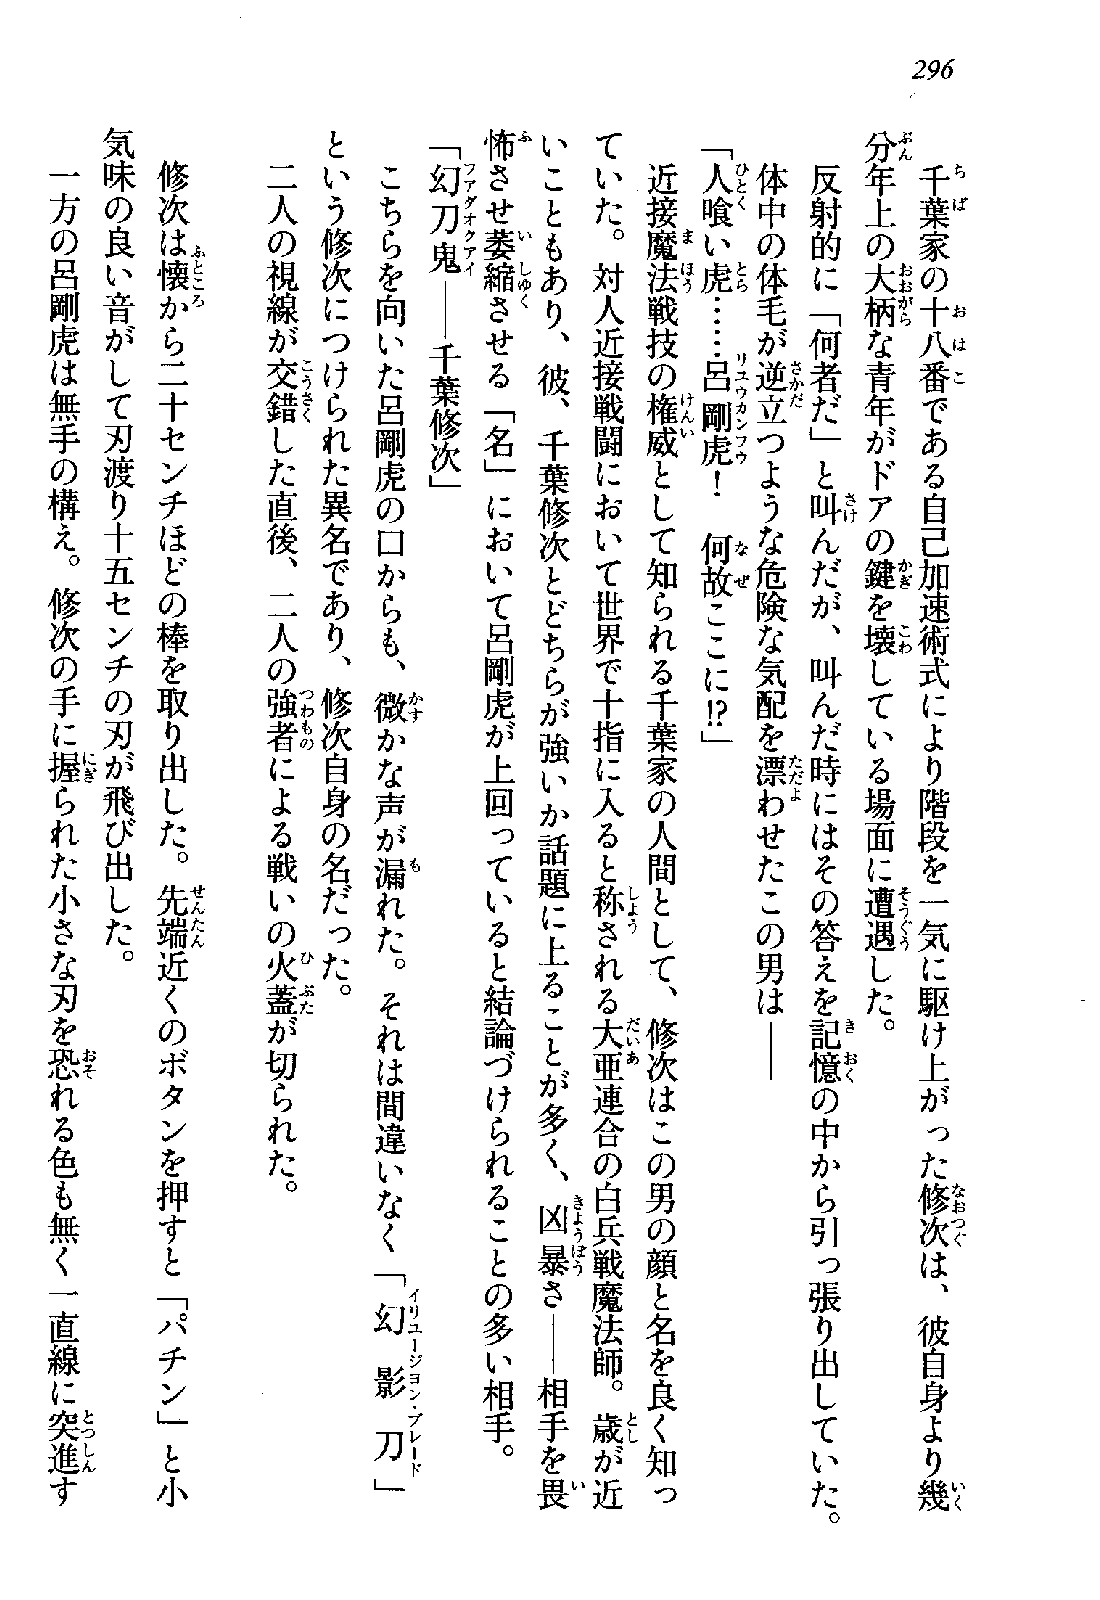 296
千葉家の十八番である自己加速術式により階段を一気に駆け上がった修次は、彼自身より幾
分年上の大柄な青年がドアの鍵を壊している場面に遭遇した。
反射的に「何者だ」と叫んだが、叫んだ時にはその答えを記憶の中から引っ張り出していた。
体中の体毛が逆立つような危険な気配を漂わせたこの男は――
「人喰い虎……呂剛虎！　何故ここに!?」
近接魔法戦技の権威として知られる千葉家の人間として、修次はこの男の顔と名を良く知っ
ていた。対人近接戦闘において世界で十指に入ると称される大亜連合の白兵戦魔法師。歳が近
いこともあり、彼、千葉修次とどちらが強いか話題に上ることが多く、凶暴さ――相手を畏
怖させ萎縮させる「名」において呂剛虎が上回っていると結論づけられることの多い相手。
「幻刀鬼――千葉修次」
こちらを向いた呂剛虎の口からも、微かな声が漏れた。それは間違いなく「幻影刀」
という修次につけられた異名であり、修次自身の名だった。
二人の視線が交錯した直後、二人の強者による戦いの火蓋が切られた。
修次は懐から二十センチほどの棒を取り出した。先端近くのボタンを押すと「パチン」と小
気味の良い音がして刃渡り十五センチの刃が飛び出した。
一方の呂剛虎は無手の構え。修次の手に握られた小さな刃を恐れる色も無く一直線に突進す